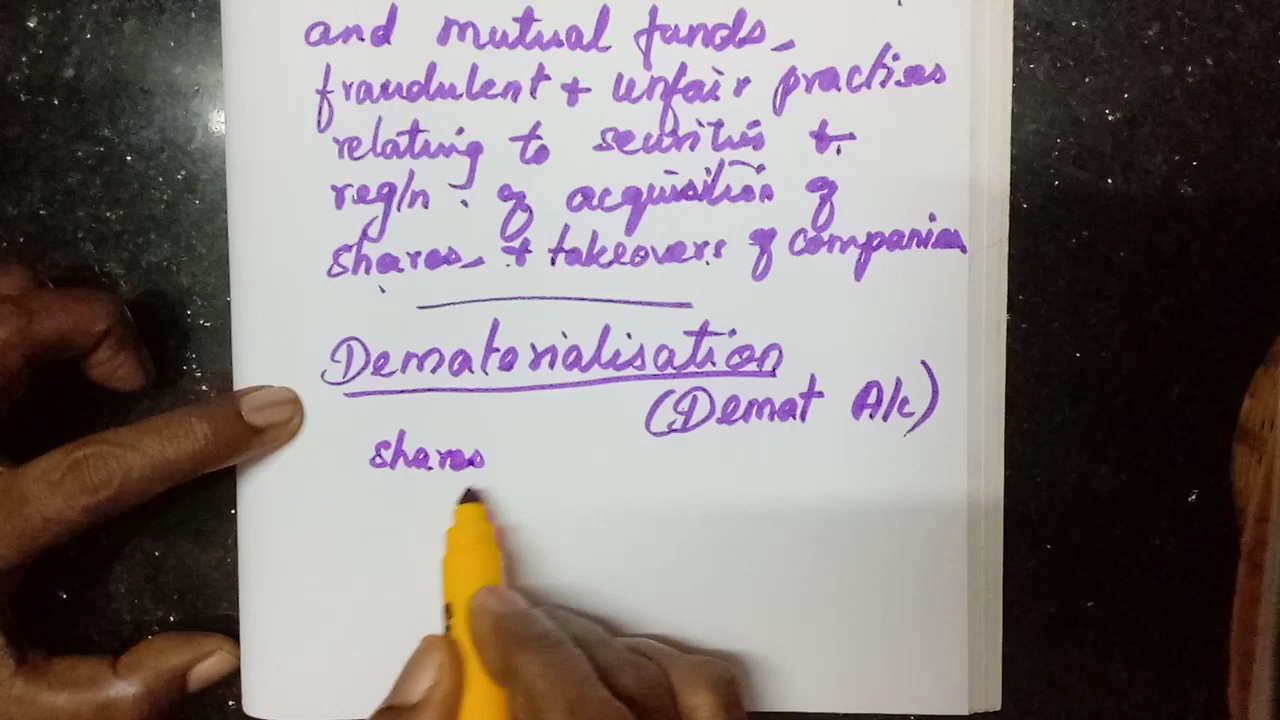 and mutual funds,
fraudulent & unfair practises
relating to securities &
regln. of acquisition of
shares, & takeovers of companies
Dematerialisation
(Demat A/c)
shares